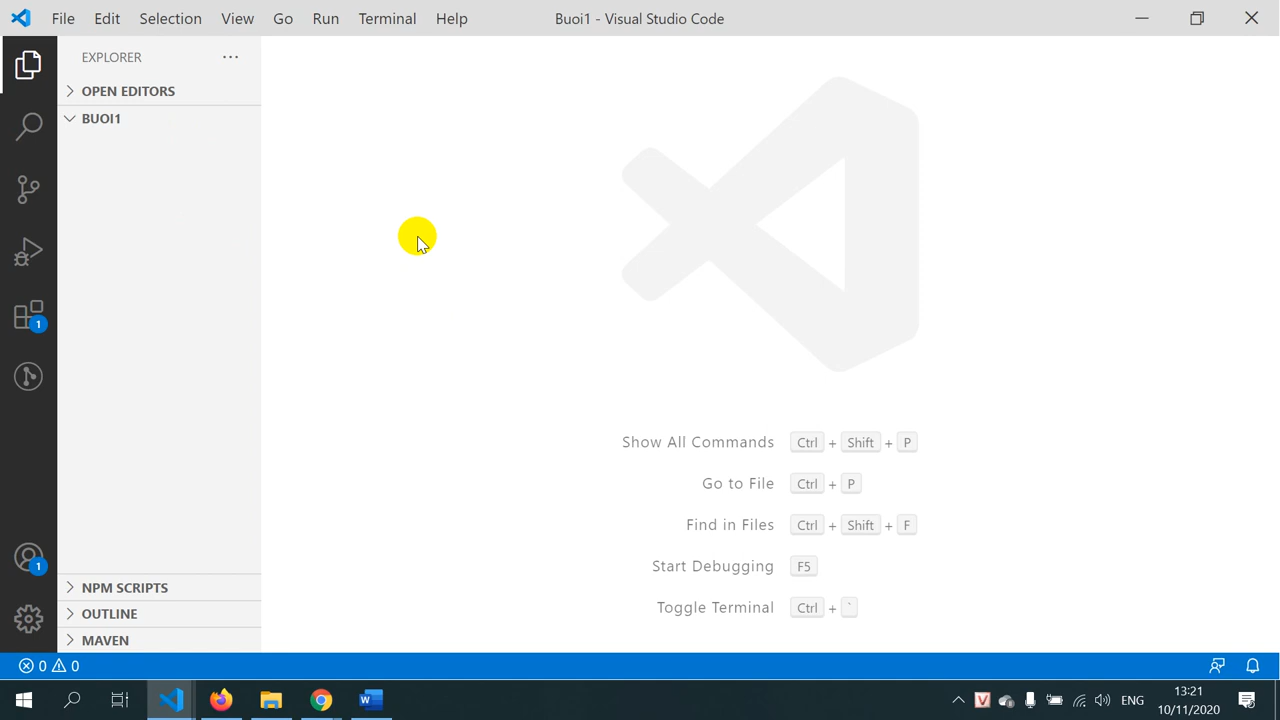 File Edit Selection View Go Run Terminal Help
Buoi1 - Visual Studio Code
EXPLORER
OPEN EDITORS
BUOI1
1
Show All Commands Ctrl + Shift + P
Go to File Ctrl + P
Find in Files Ctrl + Shift + F
Start Debugging F5
Toggle Terminal Ctrl + `
1
NPM SCRIPTS
OUTLINE
MAVEN
0 0
V
W
ENG
13:21
10/11/2020